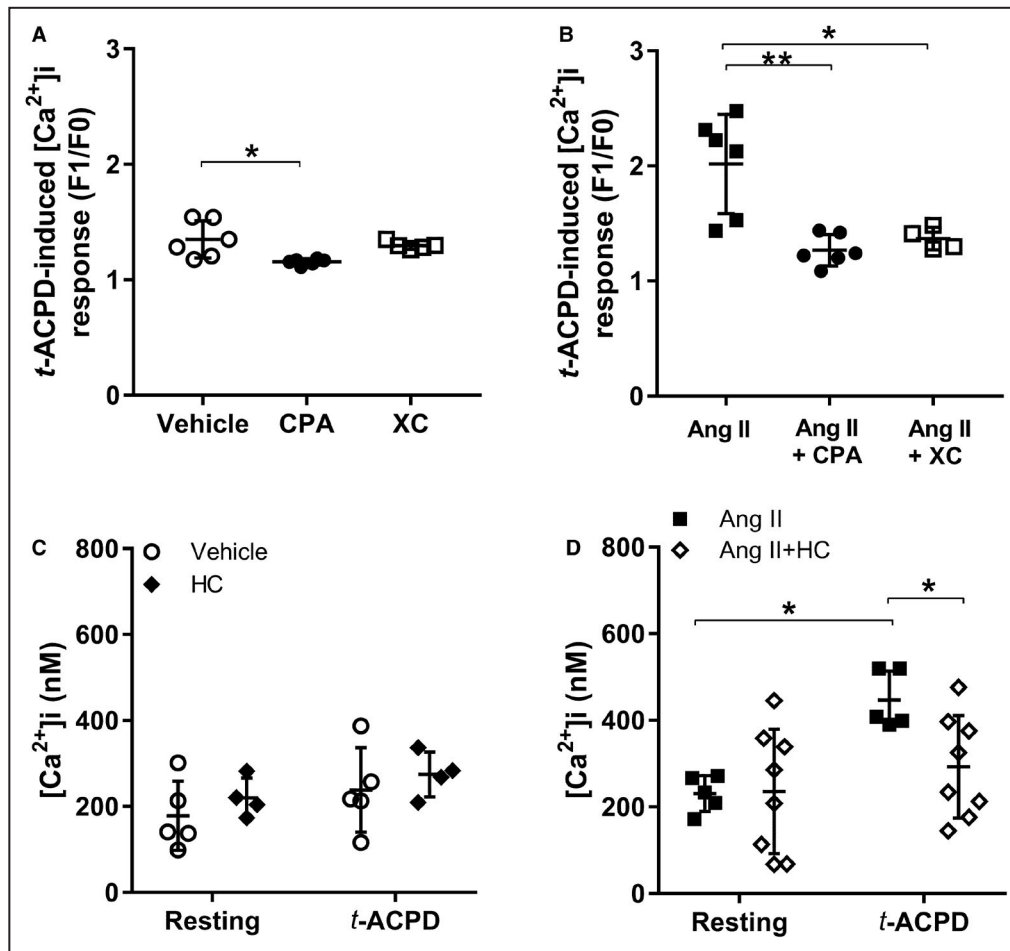 A
t-ACPD-induced [Ca2+]i
response (F1/F0)
3
2
1
0
*
Vehicle CPA XC
B
t-ACPD-induced [Ca2+]i
response (F1/F0)
3
2
1
0
*
**
Ang II Ang II Ang II
+ CPA + XC
C
Vehicle
HC
[Ca2+]i (nM)
800
600
400
200
0
Resting t-ACPD
D
Ang II
Ang II+HC
[Ca2+]i (nM)
800
600
400
200
0
*
*
Resting t-ACPD